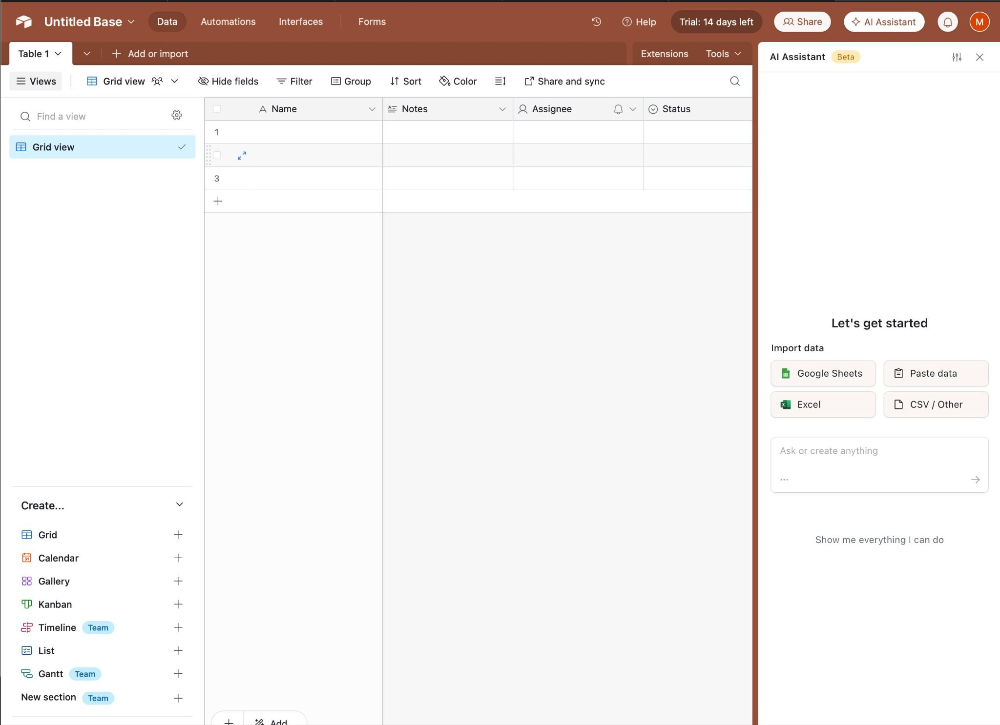 Untitled Base
Data
Automations
Interfaces
Forms
Help
Trial: 14 days left
Share
AI Assistant
M
Table 1
Add or import
Extensions
Tools
AI Assistant
Beta
Views
Grid view
Hide fields
Filter
Group
Sort
Color
Share and sync
Find a view
Grid view
Name
Notes
Assignee
Status
1
3
Create...
Grid
31
Calendar
Gallery
Kanban
Timeline Team
List
Gantt Team
New section Team
Add
Let's get started
Import data
Google Sheets
Paste data
Excel
CSV / Other
Ask or create anything
...
Show me everything I can do